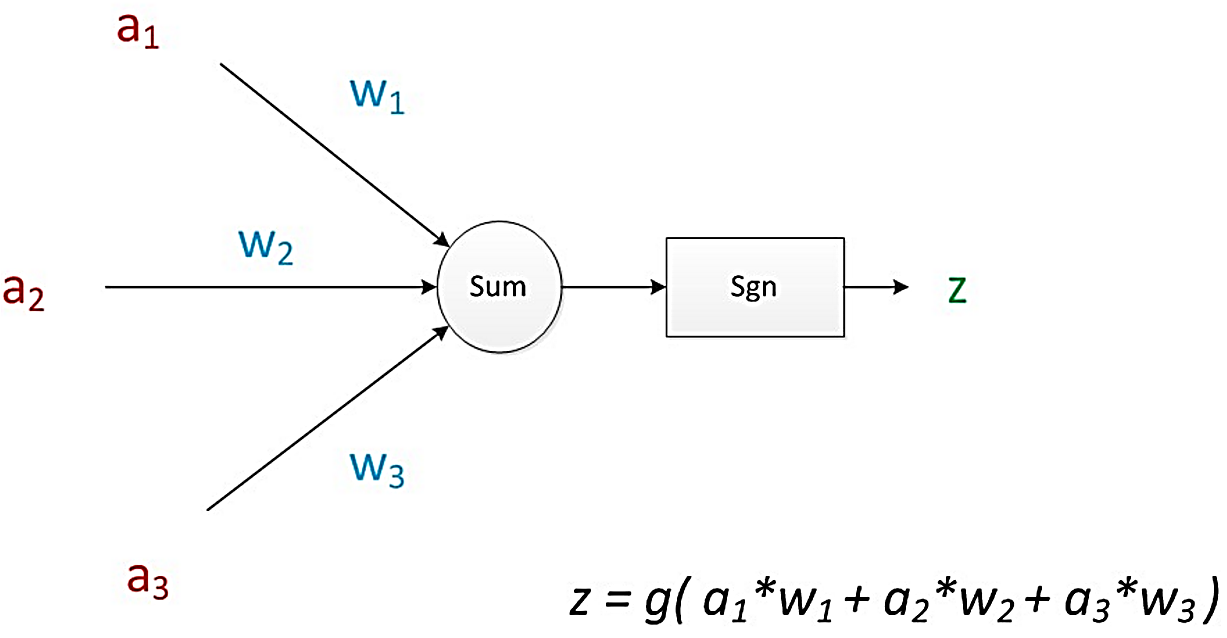 a₁
w₁
w₂
a₂
Sum
Sgn
z
w₃
a₃
z = g( a₁*w₁ + a₂*w₂ + a₃*w₃ )